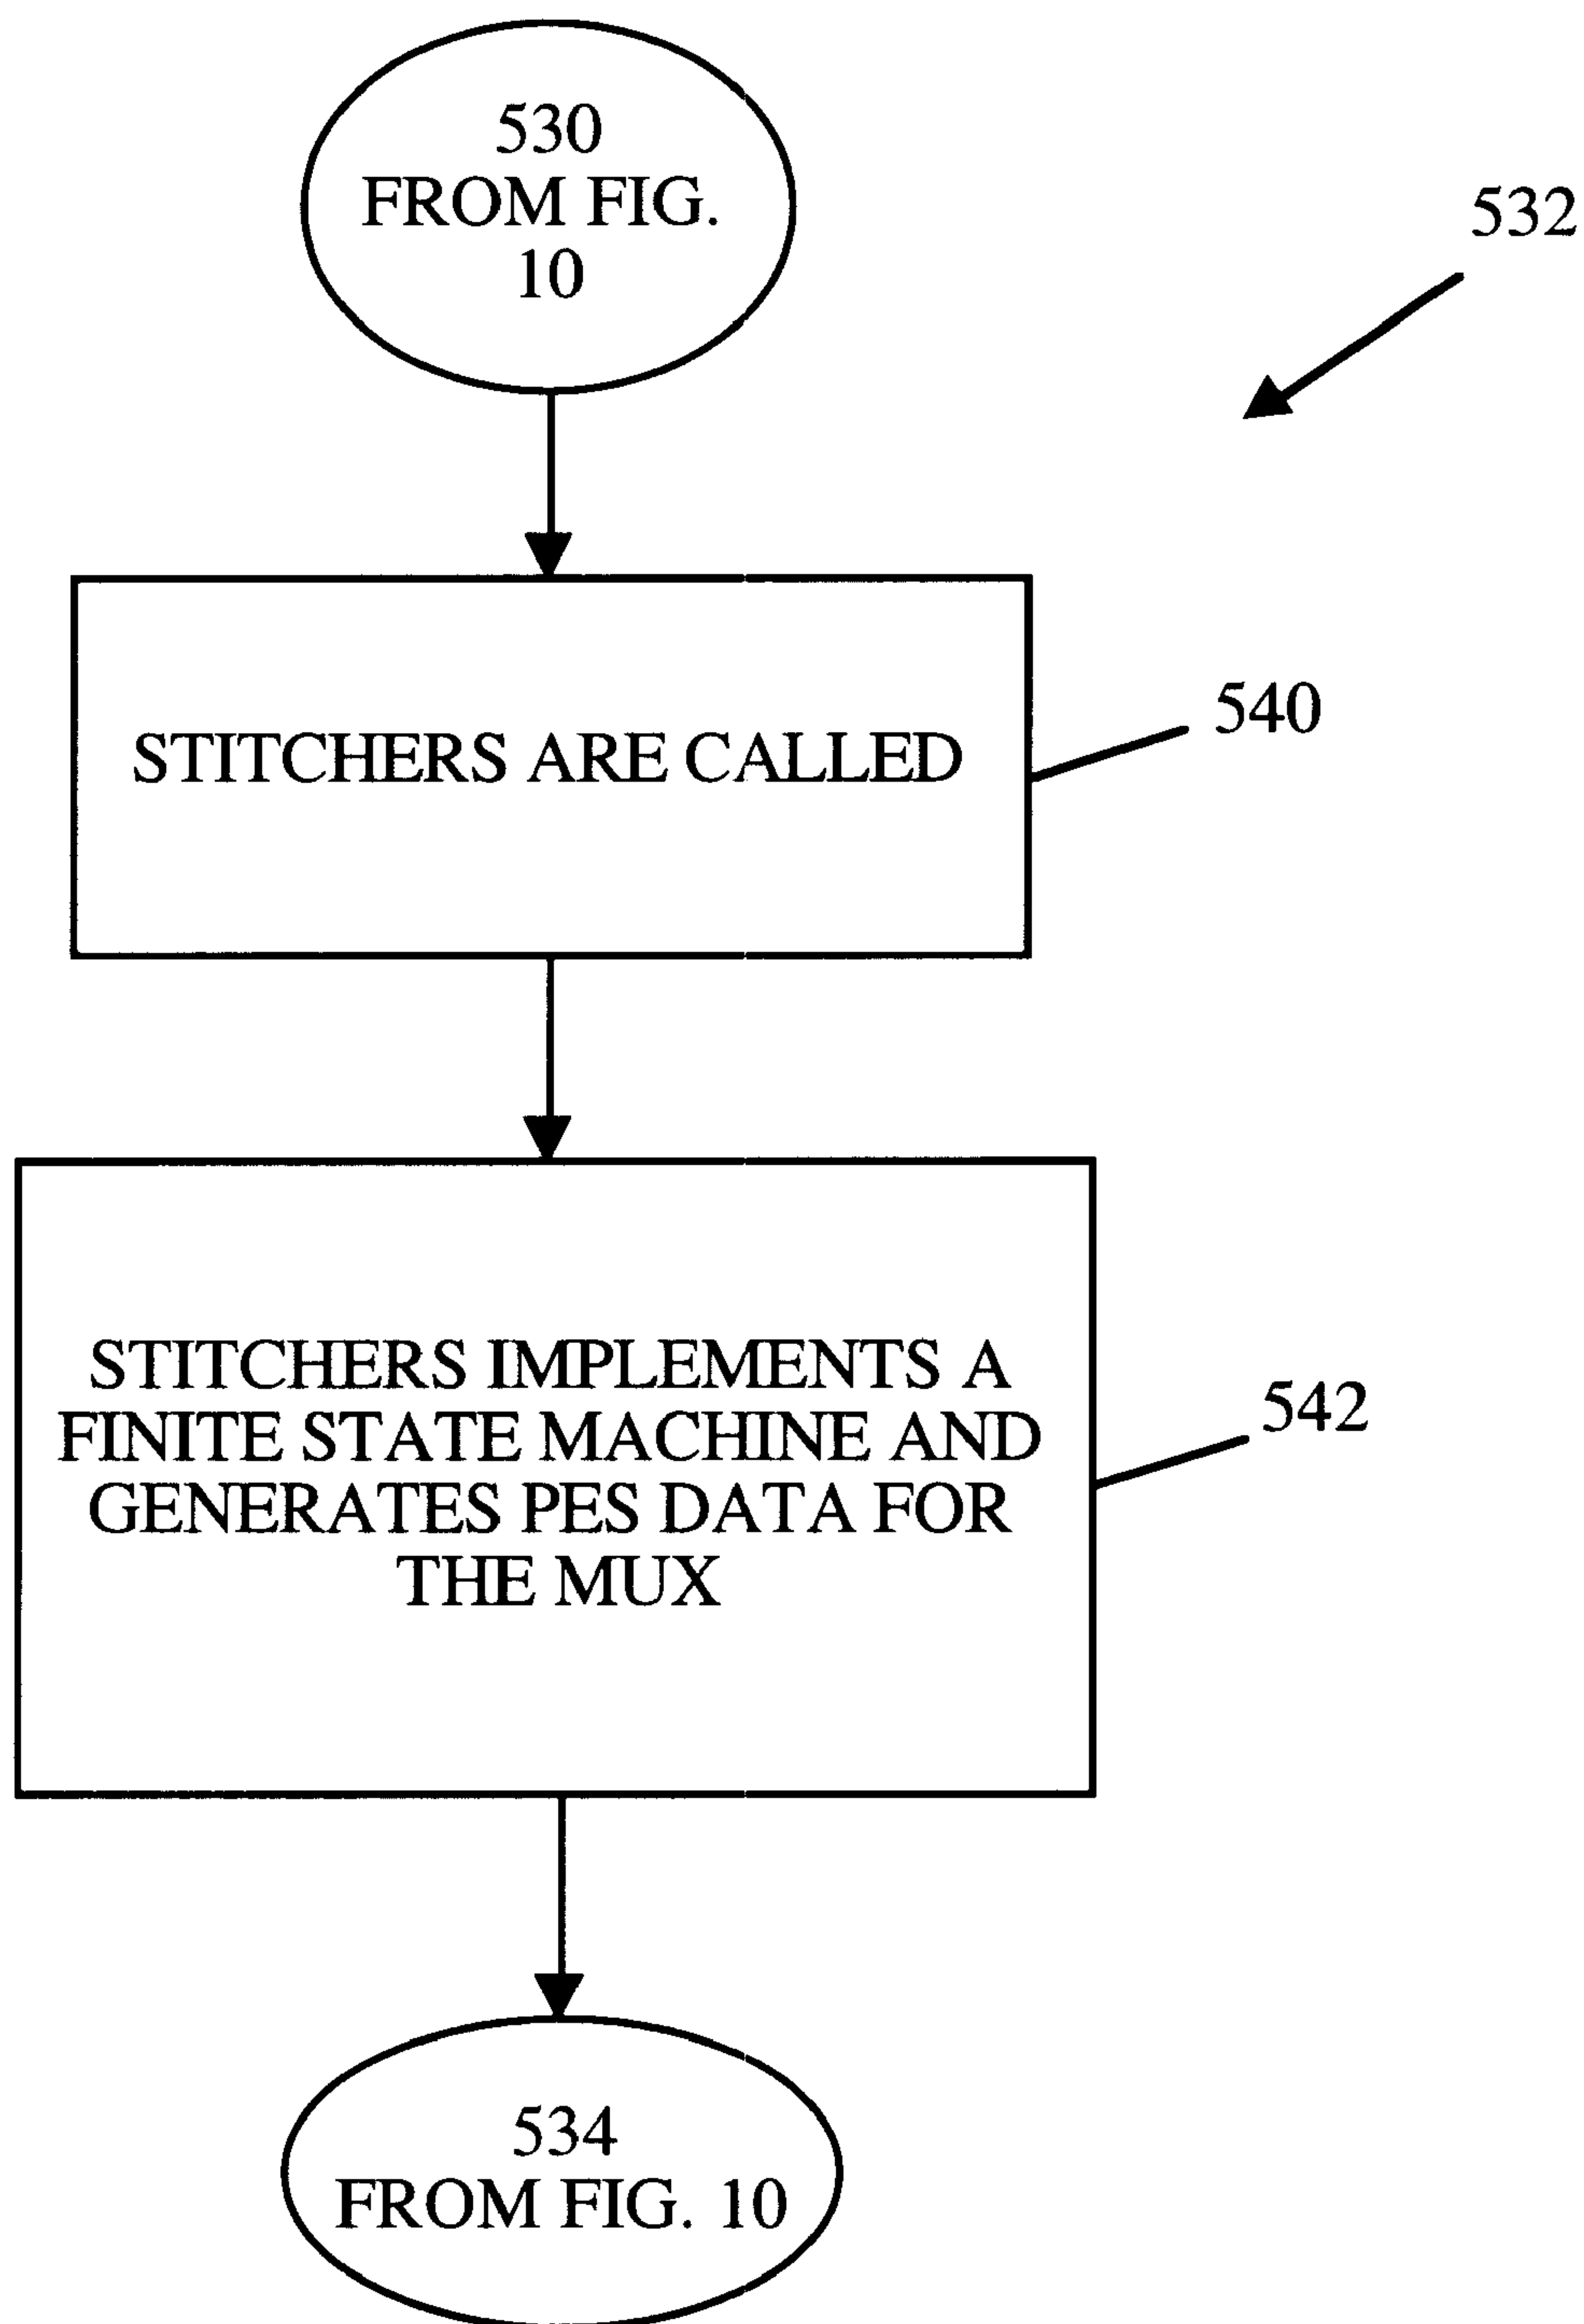 530
FROM FIG.
10
532
STITCHERS ARE CALLED
540
STITCHERS IMPLEMENTS A
FINITE STATE MACHINE AND
GENERATES PES DATA FOR
THE MUX
542
534
FROM FIG. 10